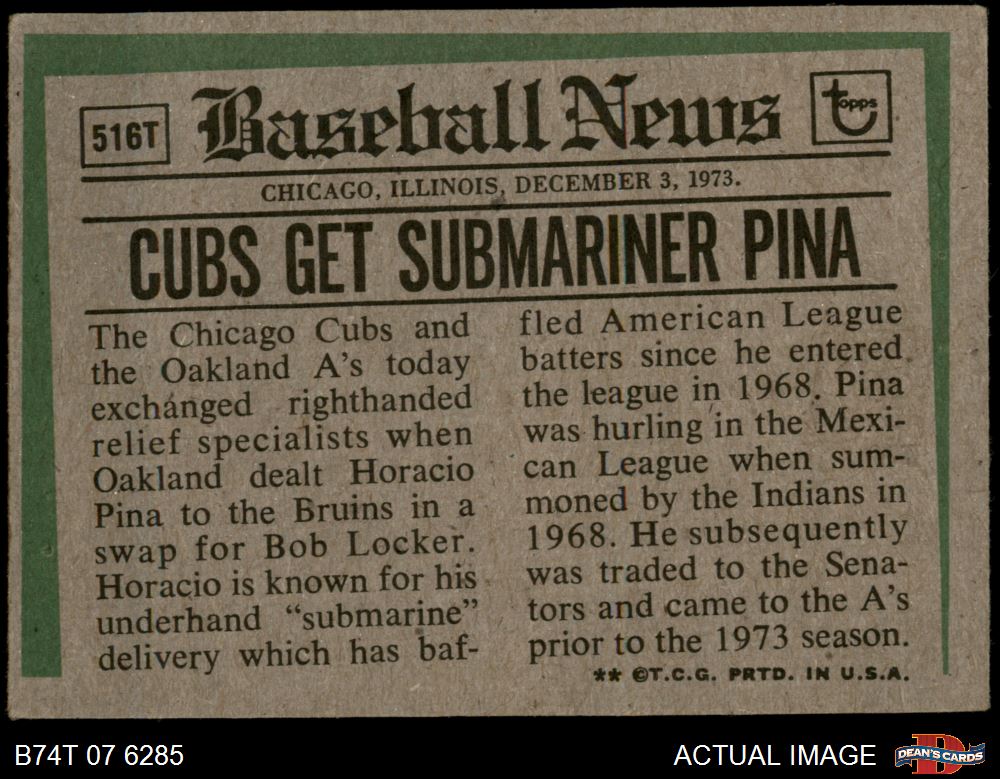 516T
Baseball News
topps
CHICAGO, ILLINOIS, DECEMBER 3, 1973.
CUBS GET SUBMARINER PINA
The Chicago Cubs and
the Oakland A's today
exchanged righthanded
relief specialists when
Oakland dealt Horacio
Pina to the Bruins in a
swap for Bob Locker.
Horacio is known for his
underhand "submarine"
delivery which has baf-
fled American League
batters since he entered
the league in 1968. Pina
was hurling in the Mexi-
can League when sum-
moned by the Indians in
1968. He subsequently
was traded to the Sena-
tors and came to the A's
prior to the 1973 season.
** ©T.C.G. PRTD. IN U.S.A.
B74T 07 6285
ACTUAL IMAGE
D
DEAN'S CARDS